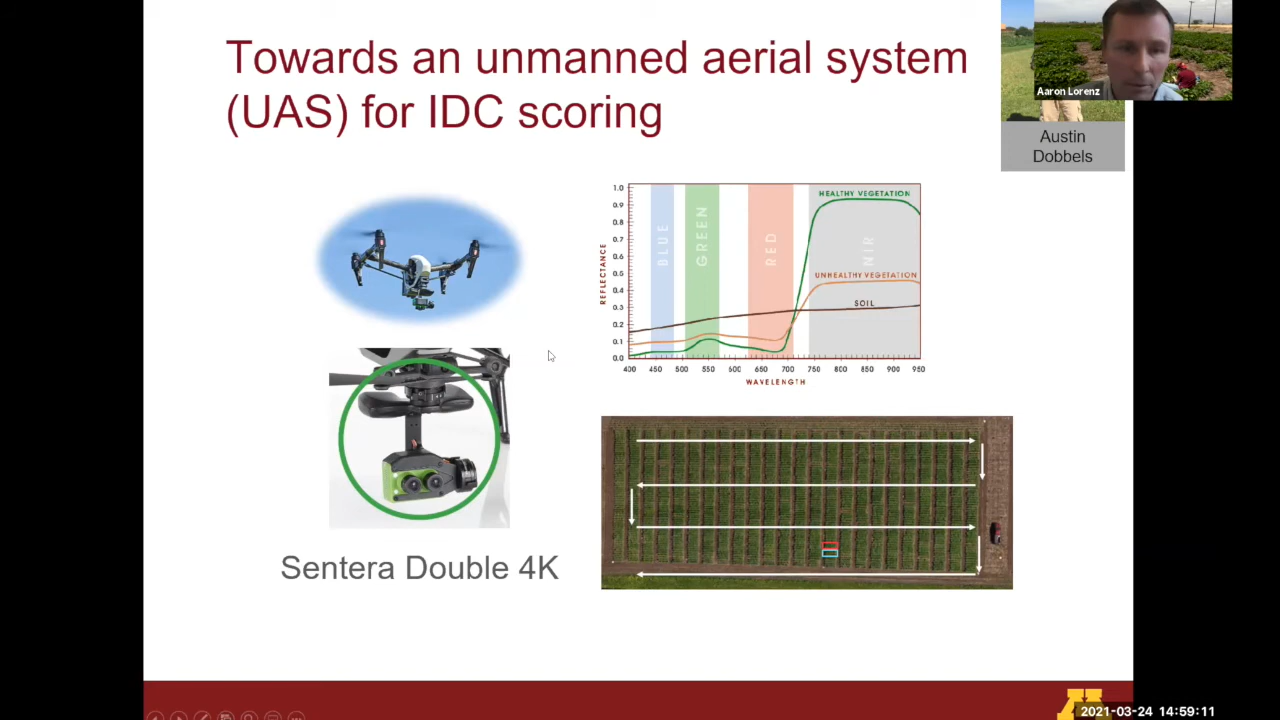 Towards an unmanned aerial system
(UAS) for IDC scoring
Aaron Lorenz
Austin
Dobbels
1.0
0.9
0.8
0.7
0.6
0.5
0.4
0.3
0.2
0.1
0.0
REFLECTANCE
BLUE
GREEN
RED
NIR
HEALTHY VEGETATION
UNHEALTHY VEGETATION
SOIL
400 450 500 550 600 650 700 750 800 850 900 950
WAVELENGTH
Sentera Double 4K
2021-03-24 14:59:11